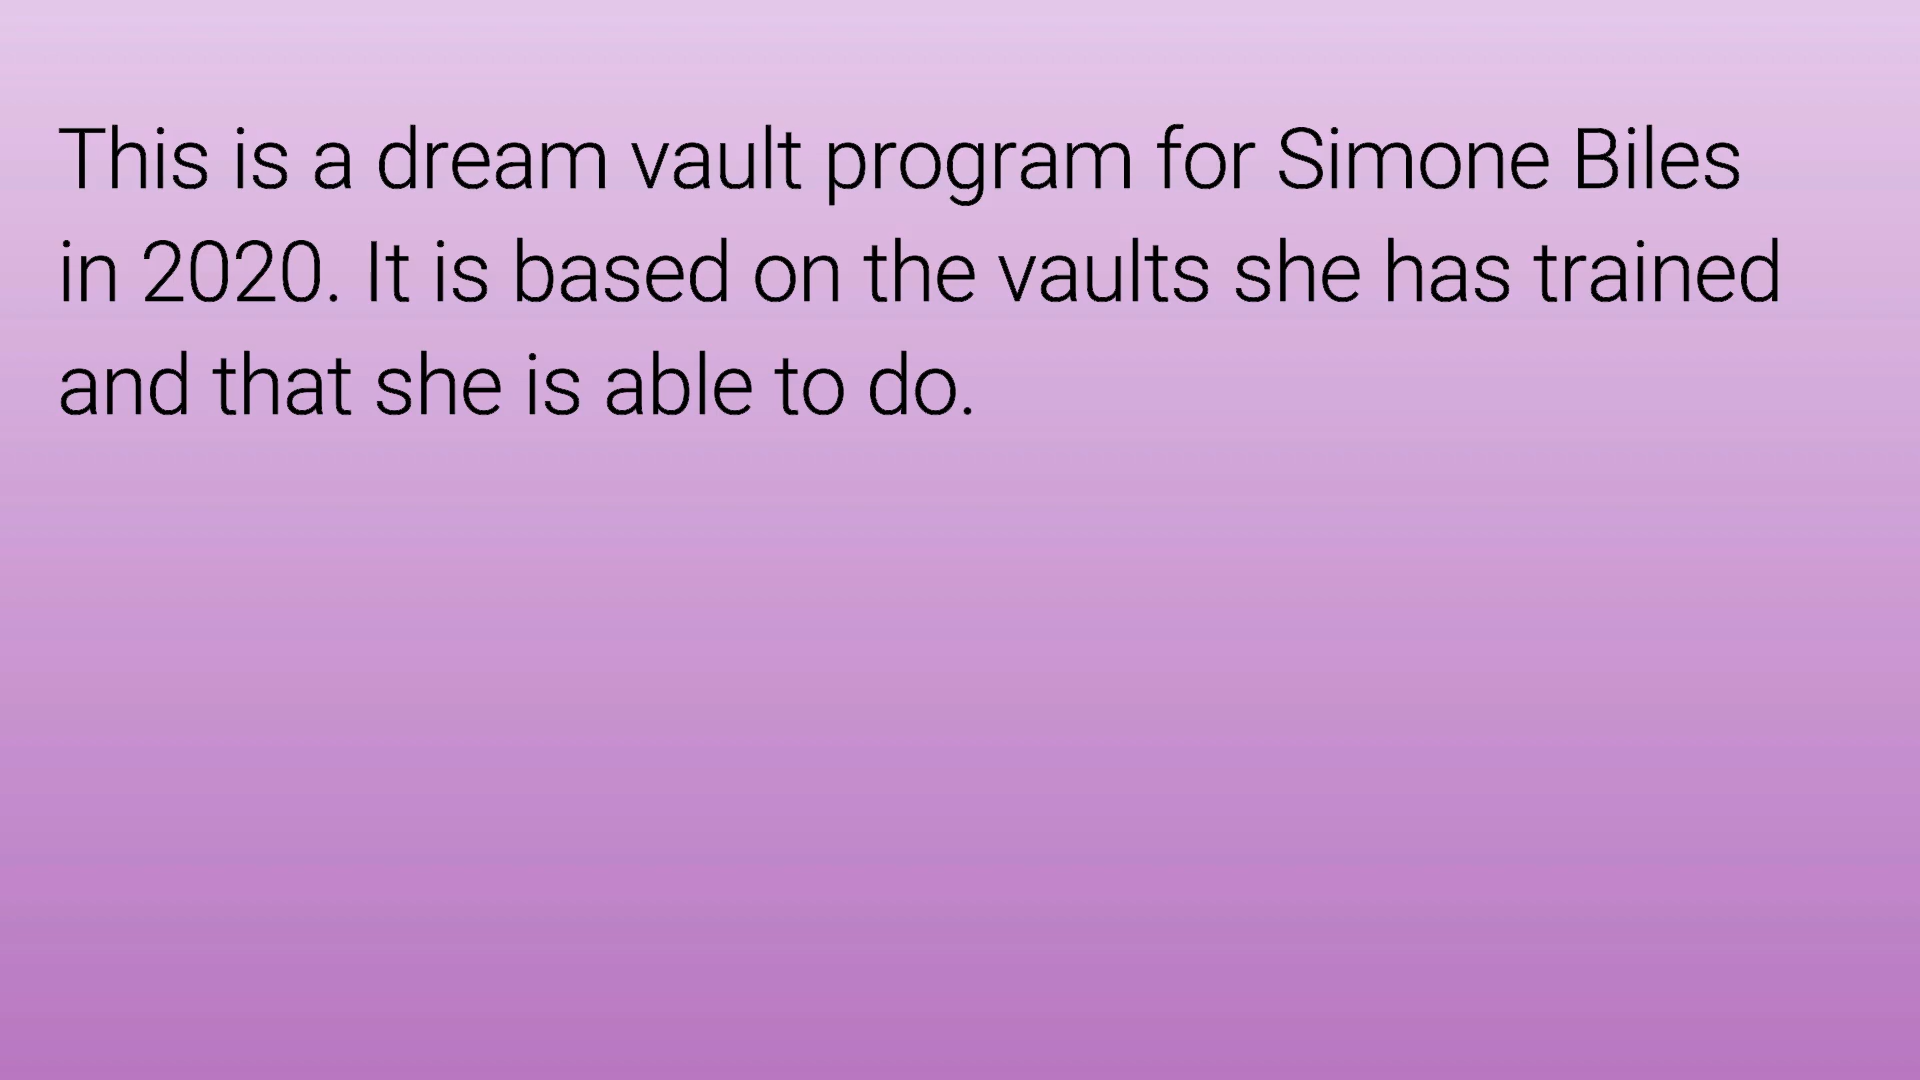 This is a dream vault program for Simone Biles
in 2020. It is based on the vaults she has trained
and that she is able to do.